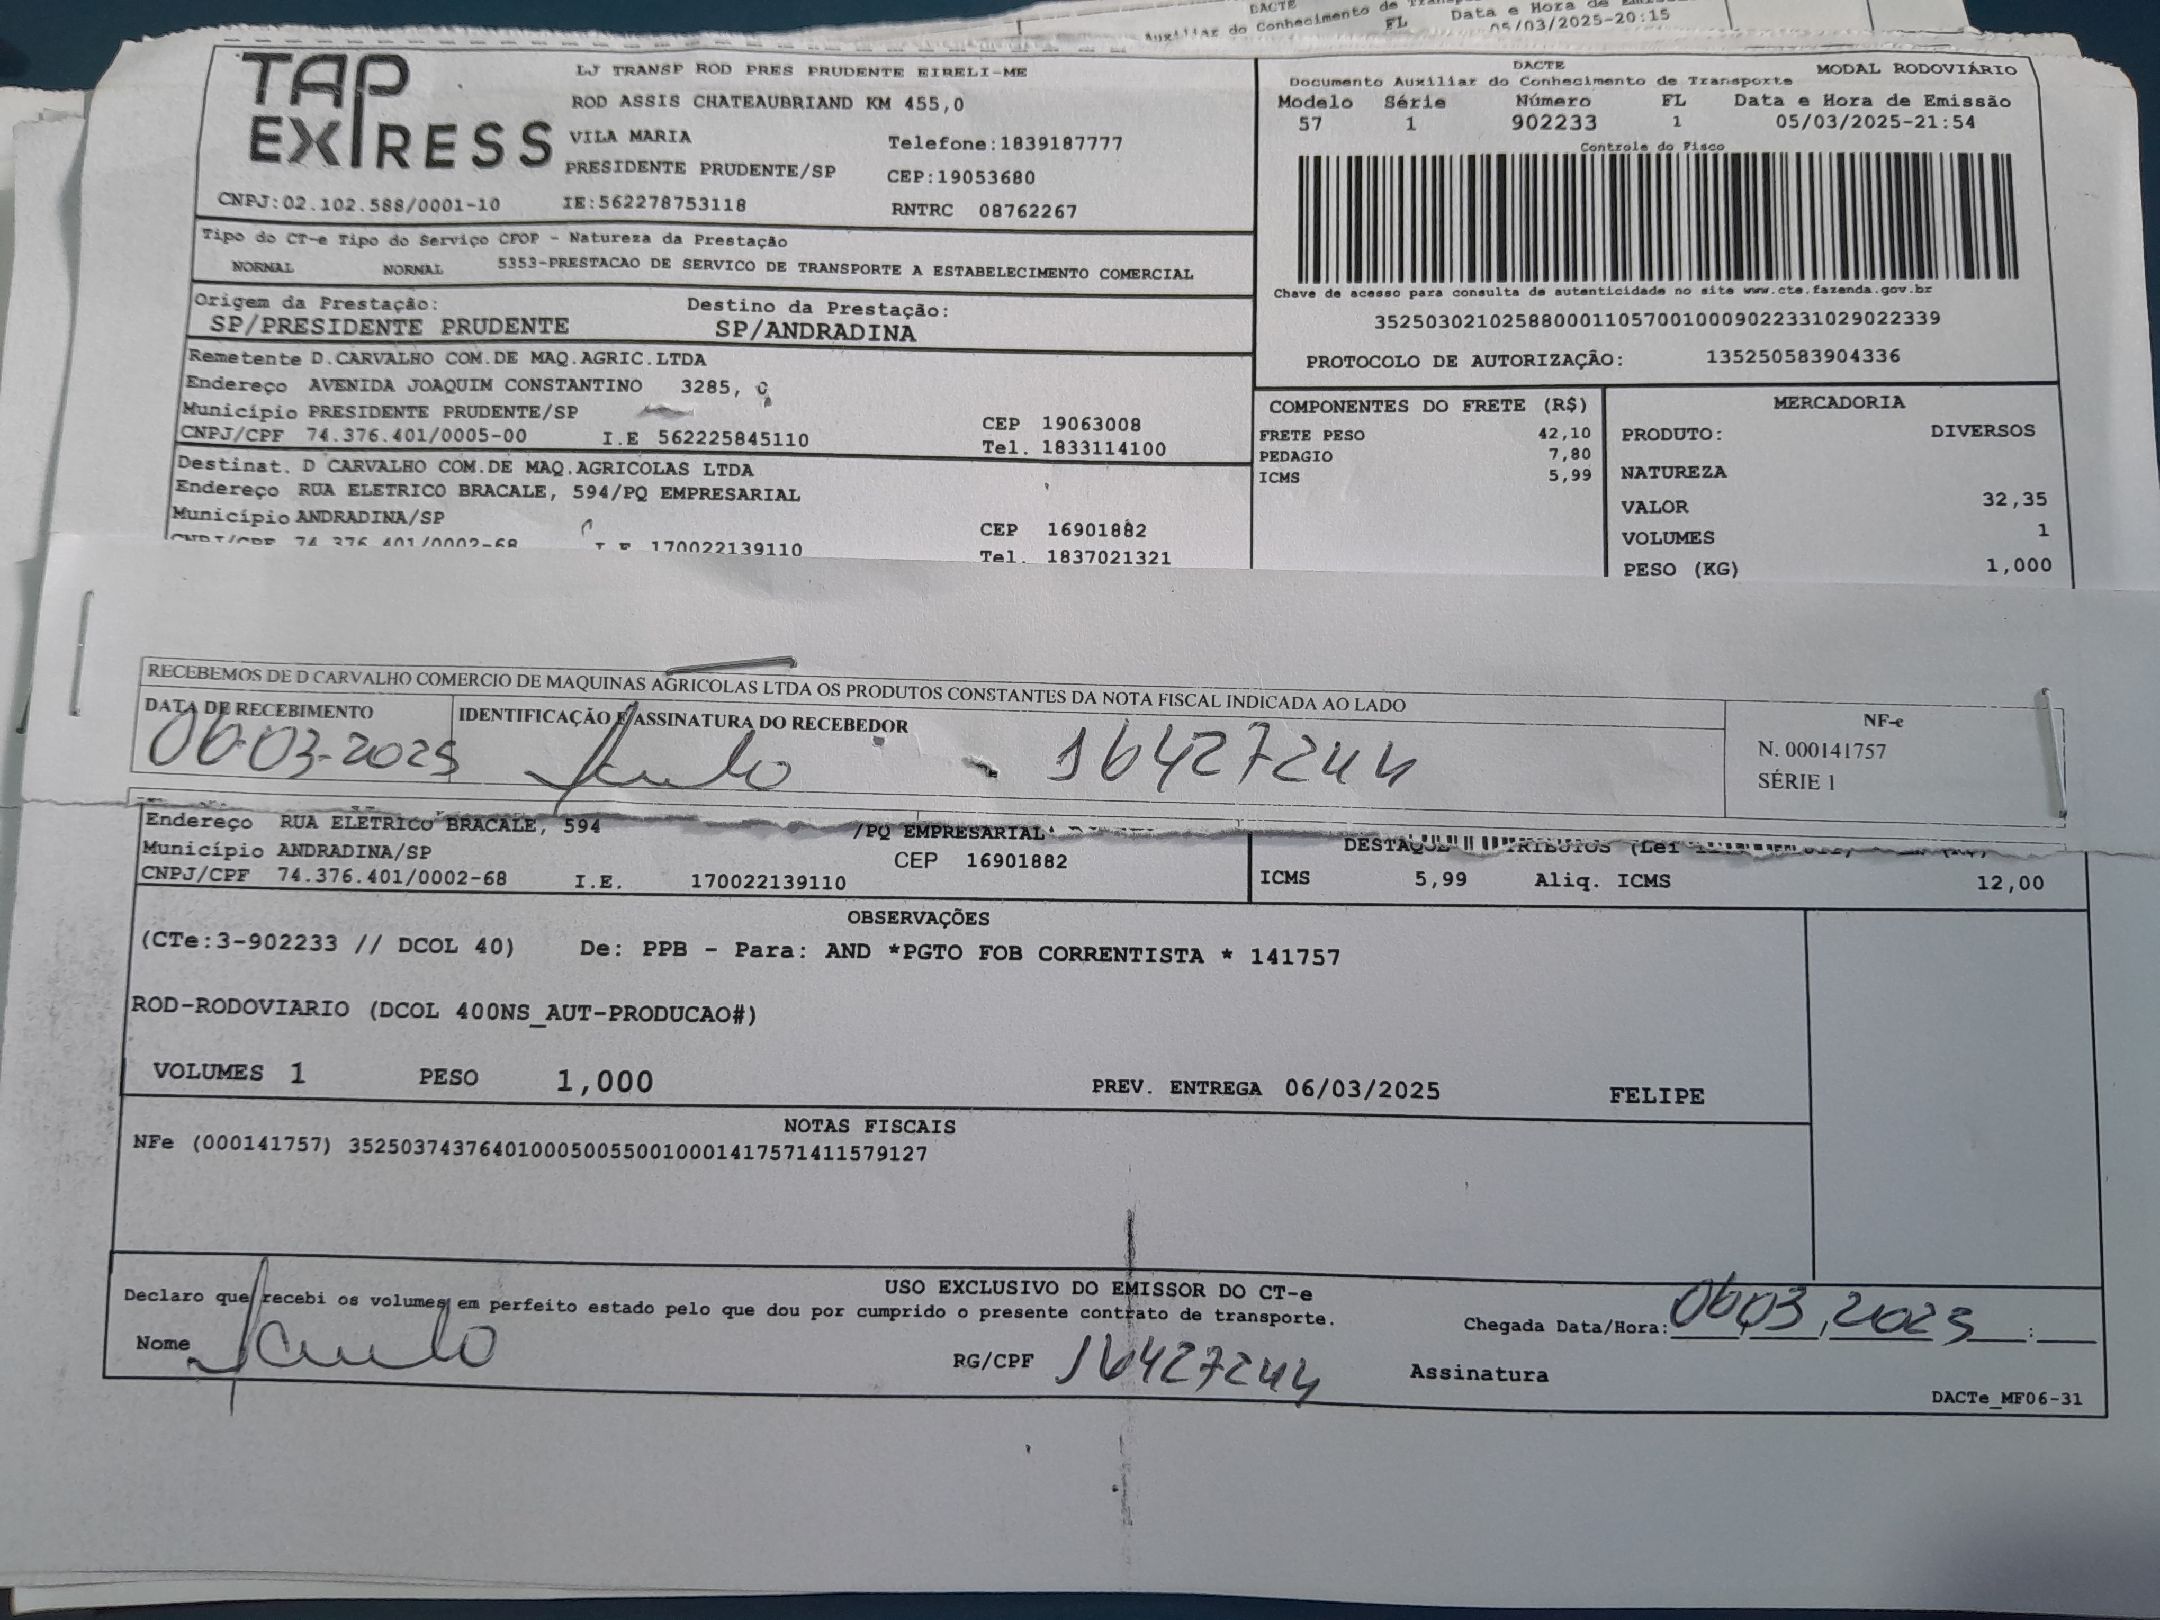 DACTE
Auxiliar do Conhecimento de
FL Data e Hora de
05/03/2025-20:15
TAP EXPRESS
LJ TRANSP ROD PRES PRUDENTE EIRELI-ME
ROD ASSIS CHATEAUBRIAND KM 455,0
VILA MARIA Telefone:1839187777
PRESIDENTE PRUDENTE/SP CEP:19053680
CNPJ:02.102.588/0001-10 IE:562278753118 RNTRC 08762267
DACTE MODAL RODOVIÁRIO
Documento Auxiliar do Conhecimento de Transporte
Modelo Série Número FL Data e Hora de Emissão
57 1 902233 1 05/03/2025-21:54
Controle do Fisco
Chave de acesso para consulta de autenticidade no site www.cte.fazenda.gov.br
35250302102588000110570010009022331029022339
PROTOCOLO DE AUTORIZAÇÃO: 135250583904336
Tipo do CT-e Tipo do Serviço CFOP - Natureza da Prestação
NORMAL NORMAL 5353-PRESTACAO DE SERVICO DE TRANSPORTE A ESTABELECIMENTO COMERCIAL
Origem da Prestação: Destino da Prestação:
SP/PRESIDENTE PRUDENTE SP/ANDRADINA
Remetente D.CARVALHO COM.DE MAQ.AGRIC.LTDA
Endereço AVENIDA JOAQUIM CONSTANTINO 3285,
Município PRESIDENTE PRUDENTE/SP CEP 19063008
CNPJ/CPF 74.376.401/0005-00 I.E 562225845110 Tel. 1833114100
Destinat. D CARVALHO COM.DE MAQ.AGRICOLAS LTDA
Endereço RUA ELETRICO BRACALE, 594/PQ EMPRESARIAL
Município ANDRADINA/SP CEP 16901882
CNPJ/CPF 74.376.401/0002-68 I.E 170022139110 Tel. 1837021321
COMPONENTES DO FRETE (R$)
FRETE PESO 42,10
PEDAGIO 7,80
ICMS 5,99
MERCADORIA
PRODUTO: DIVERSOS
NATUREZA
VALOR 32,35
VOLUMES 1
PESO (KG) 1,000
RECEBEMOS DE D CARVALHO COMERCIO DE MAQUINAS AGRICOLAS LTDA OS PRODUTOS CONSTANTES DA NOTA FISCAL INDICADA AO LADO
DATA DE RECEBIMENTO IDENTIFICAÇÃO E ASSINATURA DO RECEBEDOR
06-03-2025 16427244
NF-e
N. 000141757
SÉRIE 1
Endereço RUA ELETRICO BRACALE, 594 /PQ EMPRESARIAL
Município ANDRADINA/SP CEP 16901882
CNPJ/CPF 74.376.401/0002-68 I.E. 170022139110
(Lei
ICMS 5,99 Aliq. ICMS 12,00
OBSERVAÇÕES
(CTe:3-902233 // DCOL 40) De: PPB - Para: AND *PGTO FOB CORRENTISTA * 141757
ROD-RODOVIARIO (DCOL 400NS_AUT-PRODUCAO#)
VOLUMES 1 PESO 1,000 PREV. ENTREGA 06/03/2025 FELIPE
NOTAS FISCAIS
NFe (000141757) 35250374376401000500550010001417571411579127
USO EXCLUSIVO DO EMISSOR DO CT-e
Declaro que recebi os volumes em perfeito estado pelo que dou por cumprido o presente contrato de transporte.
Chegada Data/Hora: 06,03,2025 :
Nome RG/CPF 16427244 Assinatura
DACTe_MF06-31